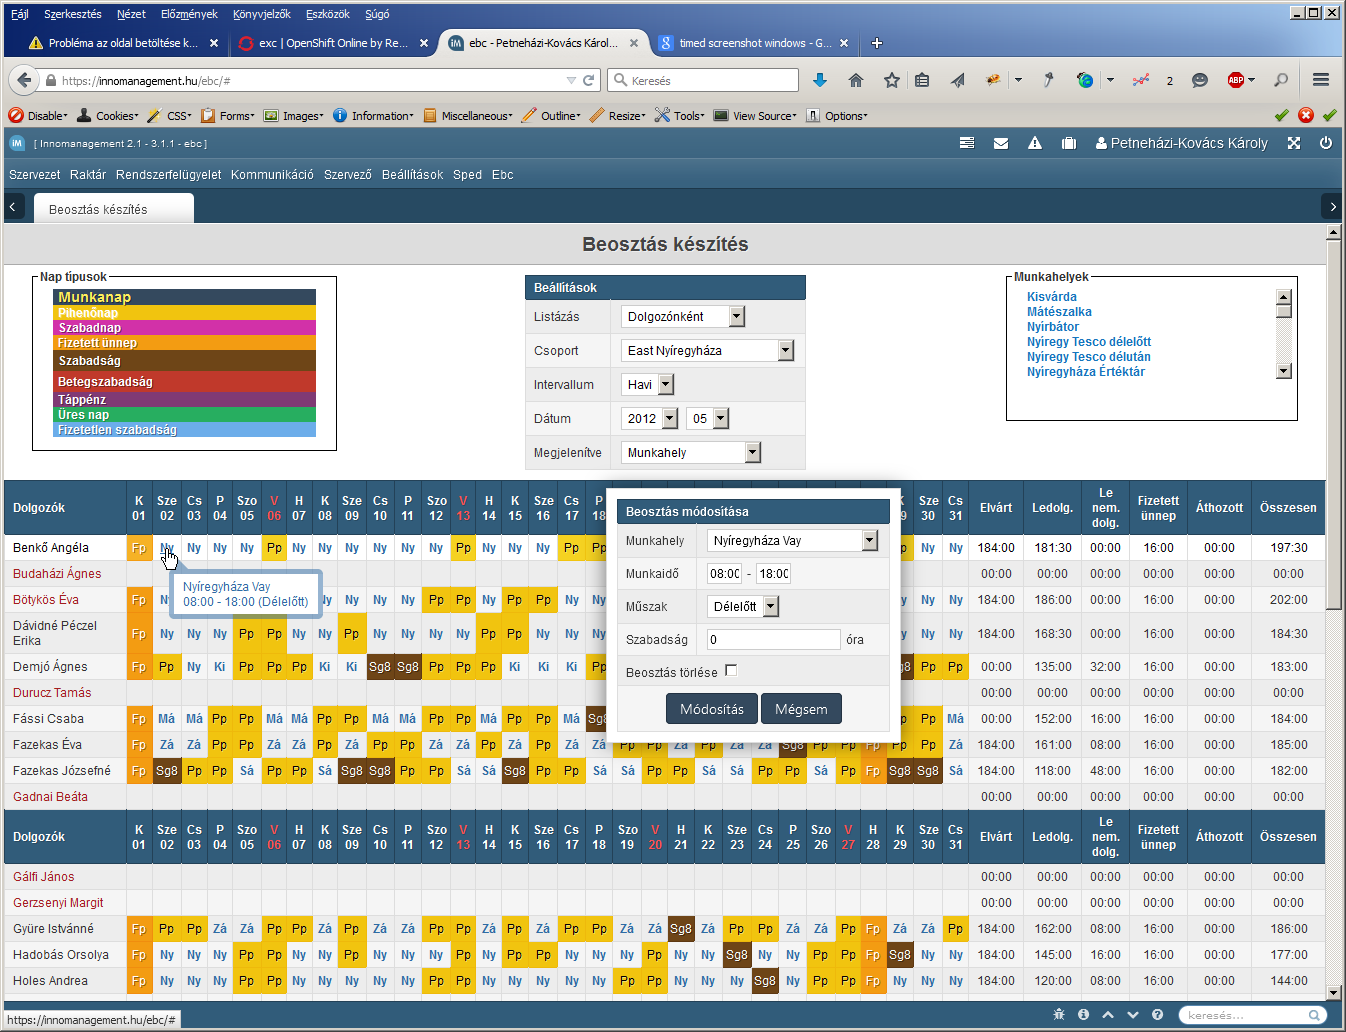 Fájl Szerkesztés Nézet Előzmények Könyvjelzők Eszközök Súgó
Probléma az oldal betöltése k... exc | OpenShift Online by Re... ebc - Petneházi-Kovács Károl... timed screenshot windows - G...
https://innomanagement.hu/ebc/# Keresés 2 ABP
Disable Cookies CSS Forms Images Information Miscellaneous Outline Resize Tools View Source Options
iM [ Innomanagement 2.1 - 3.1.1 - ebc ] Petneházi-Kovács Károly
Szervezet Raktár Rendszerfelügyelet Kommunikáció Szervező Beállítások Sped Ebc
Beosztás készítés
Beosztás készítés
Nap típusok
Munkanap
Pihenőnap
Szabadnap
Fizetett ünnep
Szabadság
Betegszabadság
Táppénz
Üres nap
Fizetetlen szabadság
Beállítások
Listázás Dolgozónként
Csoport East Nyíregyháza
Intervallum Havi
Dátum 2012 05
Megjelenítve Munkahely
Munkahelyek
Kisvárda
Mátészalka
Nyírbátor
Nyíregy Tesco délelőtt
Nyíregy Tesco délután
Nyíregyháza Értéktár
Dolgozók K 01 Sze 02 Cs 03 P 04 Szo 05 V 06 H 07 K 08 Sze 09 Cs 10 P 11 Szo 12 V 13 H 14 K 15 Sze 16 Cs 17 P 18 Sze 30 Cs 31 Elvárt Ledolg. Le nem. dolg. Fizetett ünnep Áthozott Összesen
Benkő Angéla Fp Ny Ny Ny Ny Pp Ny Ny Ny Ny Ny Ny Pp Ny Ny Ny Pp Pp Ny Ny 184:00 181:30 00:00 16:00 00:00 197:30
Budaházi Ágnes 00:00 00:00 00:00 00:00 00:00 00:00
Bötykös Éva Fp Ny Ny Ny Ny Pp Pp Ny Pp Pp Ny Ny Ny 184:00 186:00 00:00 16:00 00:00 202:00
Dávidné Péczel Erika Fp Ny Ny Ny Pp Pp Ny Ny Pp Ny Ny Ny Ny Pp Pp Ny Ny Ny Ny 184:00 168:30 00:00 16:00 00:00 184:30
Demjó Ágnes Fp Pp Ny Ki Pp Pp Pp Ki Ki Sg8 Sg8 Pp Pp Pp Ki Ki Ki Pp Pp Pp 00:00 135:00 32:00 16:00 00:00 183:00
Durucz Tamás 00:00 00:00 00:00 00:00 00:00 00:00
Fássi Csaba Fp Má Má Pp Pp Má Má Pp Pp Má Má Pp Pp Má Pp Pp Má Sg8 Pp Má 00:00 152:00 16:00 16:00 00:00 184:00
Fazekas Éva Fp Zá Zá Pp Pp Zá Zá Pp Zá Pp Pp Zá Zá Pp Zá Pp Zá Zá Pp Pp Zá Zá Zá Sg8 Pp Pp Zá 184:00 161:00 08:00 16:00 00:00 185:00
Fazekas Józsefné Fp Sg8 Pp Pp Sá Pp Pp Sá Sg8 Sg8 Pp Pp Sá Sá Sg8 Pp Pp Sá Sá Pp Pp Sá Pp Pp Pp Sá Pp Fp Sg8 Sg8 Sá 184:00 118:00 48:00 16:00 00:00 182:00
Gadnai Beáta 00:00 00:00 00:00 00:00 00:00 00:00
Nyíregyháza Vay
08:00 - 18:00 (Délelőtt)
Beosztás módosítása
Munkahely Nyíregyháza Vay
Munkaidő 08:00 - 18:00
Műszak Délelőtt
Szabadság 0 óra
Beosztás törlése
Módosítás Mégsem
Dolgozók K 01 Sze 02 Cs 03 P 04 Szo 05 V 06 H 07 K 08 Sze 09 Cs 10 P 11 Szo 12 V 13 H 14 K 15 Sze 16 Cs 17 P 18 Szo 19 V 20 H 21 K 22 Sze 23 Cs 24 P 25 Szo 26 V 27 H 28 K 29 Sze 30 Cs 31 Elvárt Ledolg. Le nem. dolg. Fizetett ünnep Áthozott Összesen
Gálfi János 00:00 00:00 00:00 00:00 00:00 00:00
Gerzsenyi Margit 00:00 00:00 00:00 00:00 00:00 00:00
Gyüre Istvánné Fp Pp Pp Zá Zá Pp Pp Zá Pp Zá Zá Pp Pp Zá Pp Zá Pp Pp Zá Zá Sg8 Zá Pp Pp Zá Pp Pp Fp Zá Zá Pp 184:00 162:00 08:00 16:00 00:00 186:00
Hadobás Orsolya Fp Ny Ny Ny Pp Pp Ny Ny Pp Ny Ny Ny Pp Ny Pp Pp Ny Ny Ny Pp Ny Ny Sg8 Ny Ny Pp Pp Fp Sg8 Ny Ny 184:00 145:00 16:00 16:00 00:00 177:00
Holes Andrea Fp Ny Ny Ny Pp Pp Ny Pp Ny Ny Ny Pp Pp Ny Ny Ny Ny Ny Pp Pp Ny Ny Ny Sg8 Ny Pp Pp Fp Ny Ny Ny 184:00 120:00 08:00 16:00 00:00 144:00
https://innomanagement.hu/ebc/# keresés...